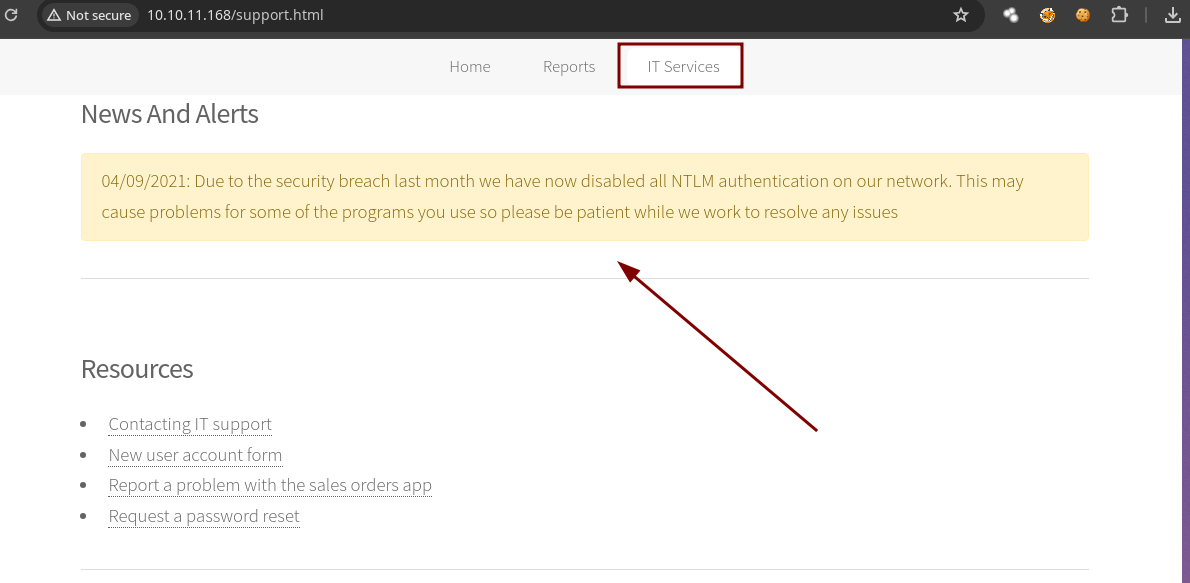 Not secure 10.10.11.168/support.html
Home Reports IT Services
News And Alerts
04/09/2021: Due to the security breach last month we have now disabled all NTLM authentication on our network. This may
cause problems for some of the programs you use so please be patient while we work to resolve any issues
Resources
Contacting IT support
New user account form
Report a problem with the sales orders app
Request a password reset